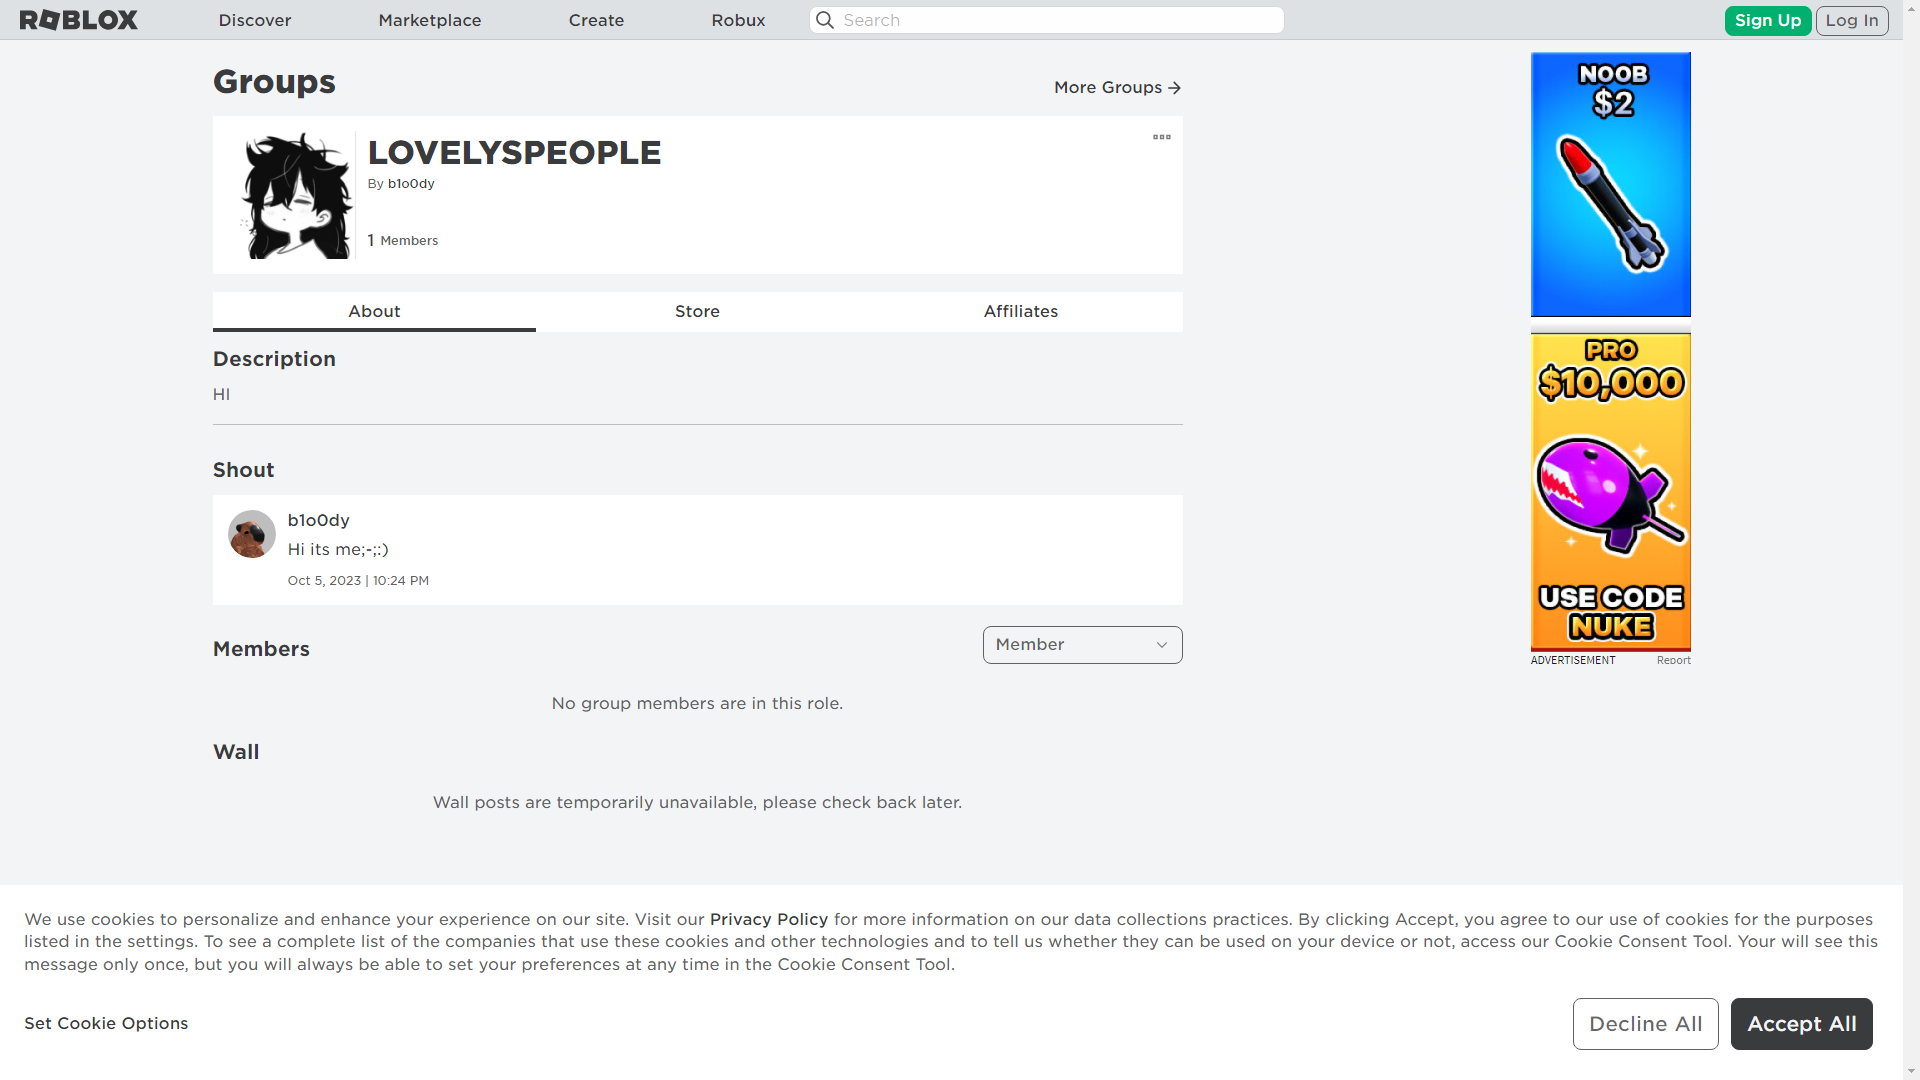 ROBLOX
Discover
Marketplace
Create
Robux
Search
Sign Up
Log In
Groups
More Groups
LOVELYSPEOPLE
By b1o0dy
1 Members
About
Store
Affiliates
Description
HI
Shout
b1o0dy
Hi its me;-;:)
Oct 5, 2023 | 10:24 PM
Members
Member
No group members are in this role.
Wall
Wall posts are temporarily unavailable, please check back later.
NOOB
$2
PRO
$10,000
USE CODE
NUKE
ADVERTISEMENT
Report
We use cookies to personalize and enhance your experience on our site. Visit our Privacy Policy for more information on our data collections practices. By clicking Accept, you agree to our use of cookies for the purposes
listed in the settings. To see a complete list of the companies that use these cookies and other technologies and to tell us whether they can be used on your device or not, access our Cookie Consent Tool. Your will see this
message only once, but you will always be able to set your preferences at any time in the Cookie Consent Tool.
Set Cookie Options
Decline All
Accept All